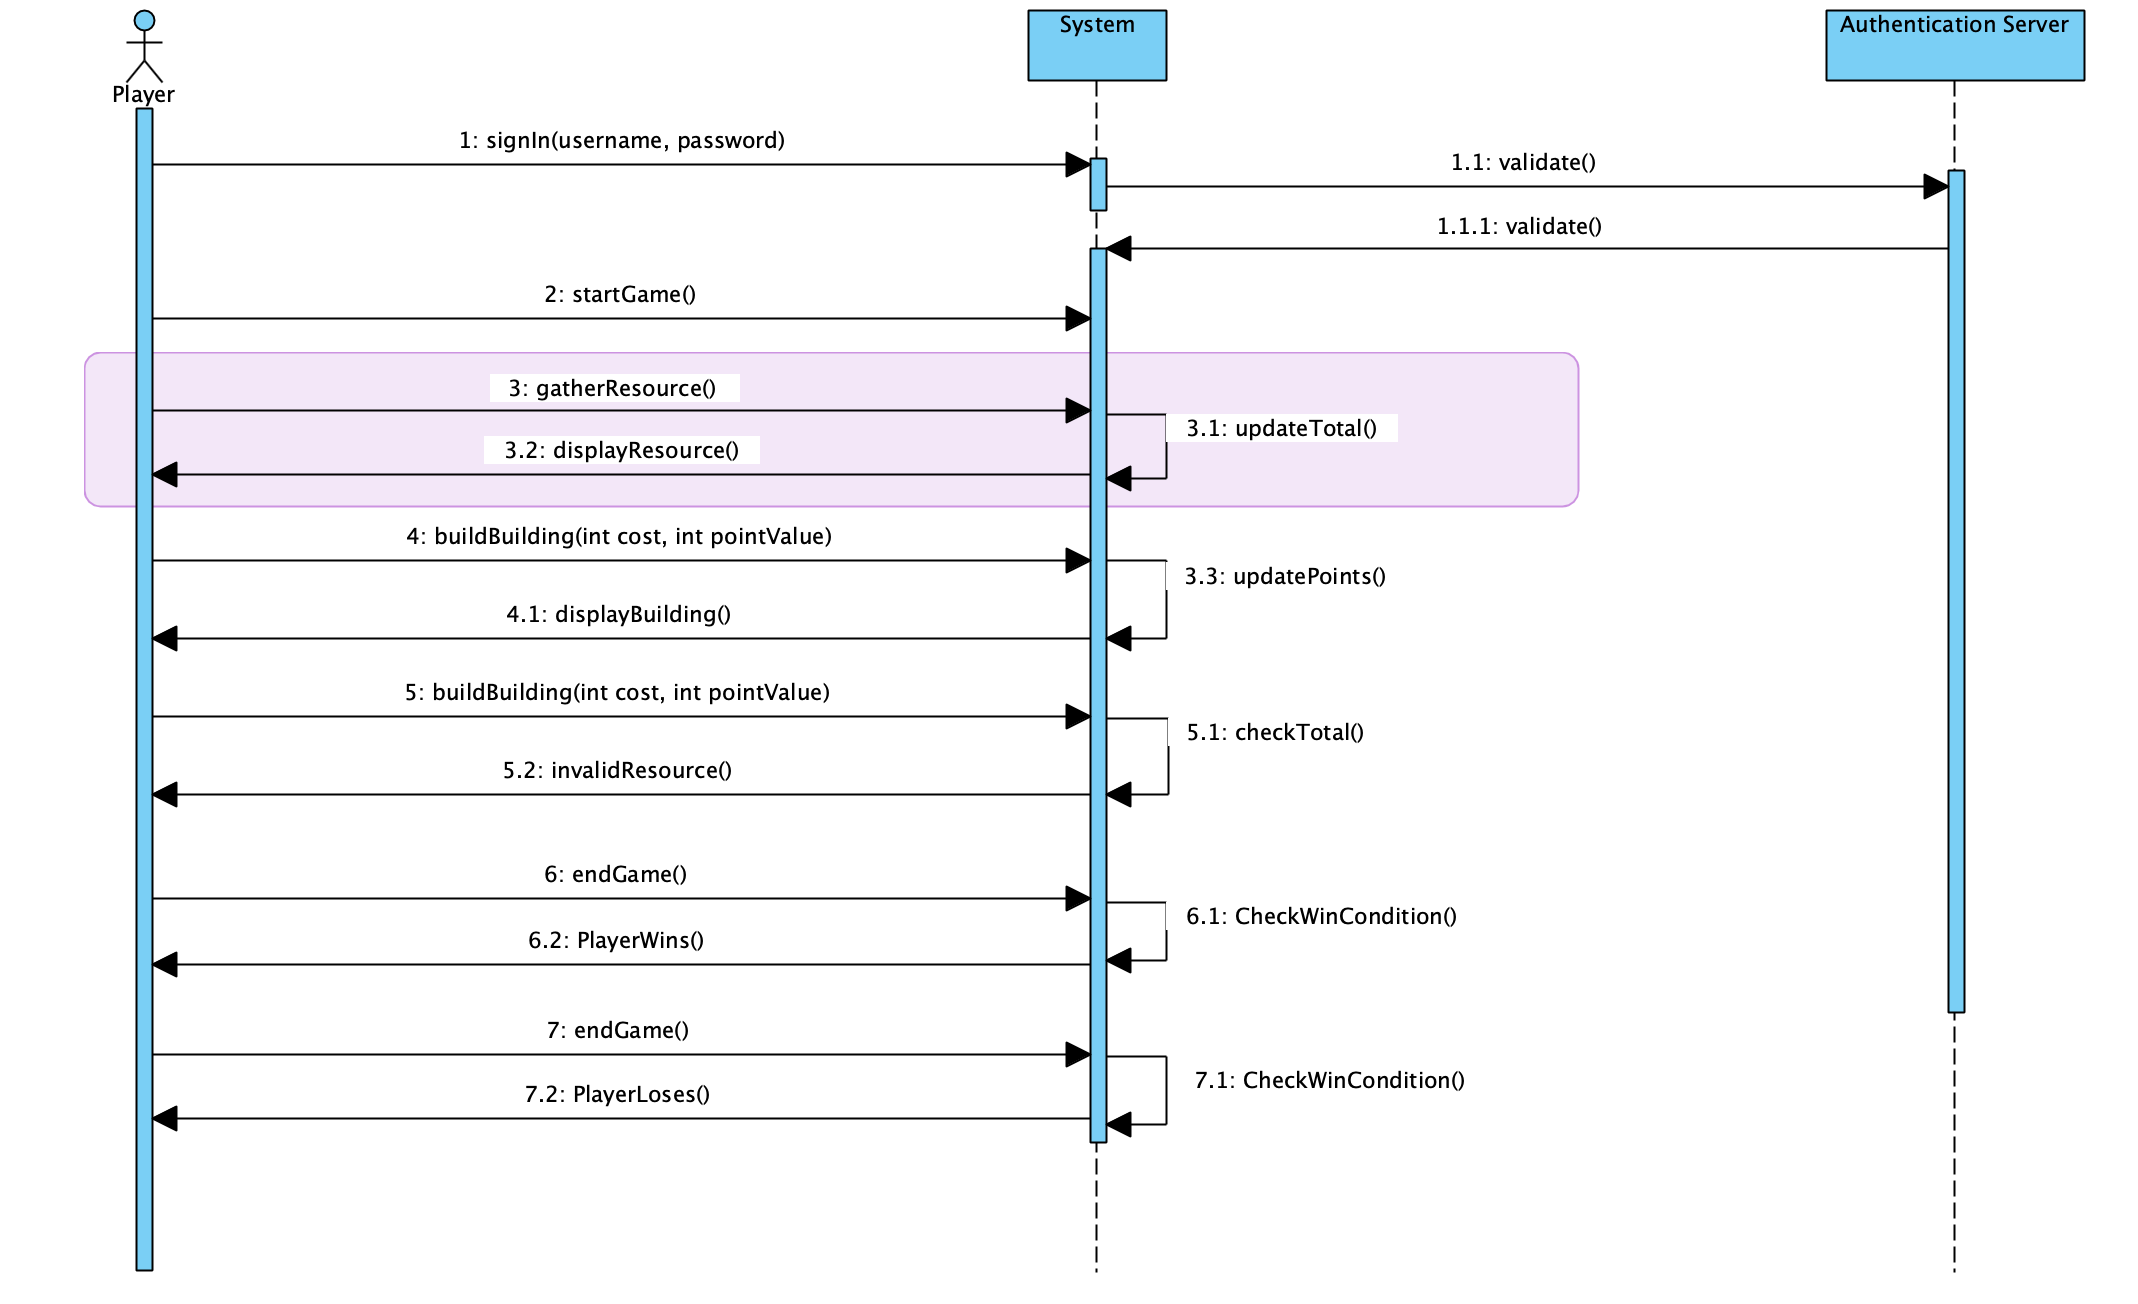 Player
System
Authentication Server
1: signIn(username, password)
1.1: validate()
1.1.1: validate()
2: startGame()
3: gatherResource()
3.1: updateTotal()
3.2: displayResource()
4: buildBuilding(int cost, int pointValue)
3.3: updatePoints()
4.1: displayBuilding()
5: buildBuilding(int cost, int pointValue)
5.1: checkTotal()
5.2: invalidResource()
6: endGame()
6.1: CheckWinCondition()
6.2: PlayerWins()
7: endGame()
7.1: CheckWinCondition()
7.2: PlayerLoses()